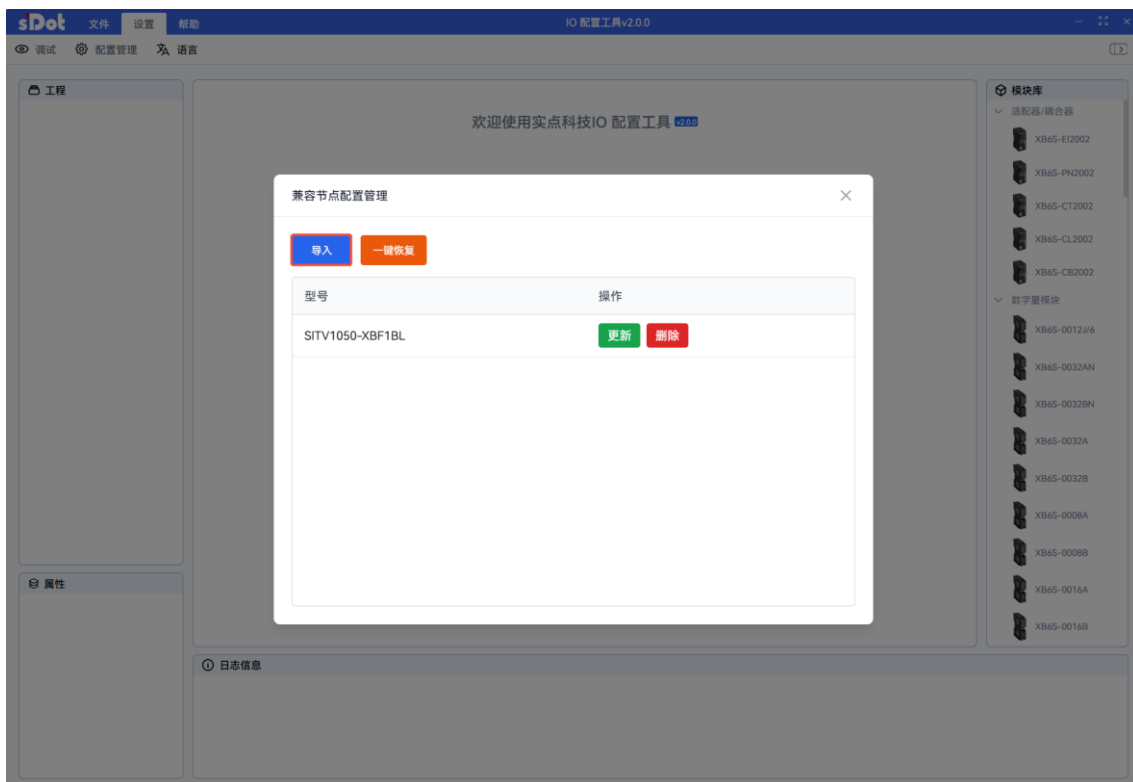 sDot 文件 设置 帮助 IO 配置工具v2.0.0
调试 配置管理 语言
工程
欢迎使用实点科技IO 配置工具 v2.0.0
兼容节点配置管理
导入 一键恢复
型号 操作
SITV1050-XBF1BL 更新 删除
属性
日志信息
模块库
适配器/耦合器
XB6S-EI2002
XB6S-PN2002
XB6S-CT2002
XB6S-CL2002
XB6S-CB2002
数字量模块
XB6S-0012J/6
XB6S-0032AN
XB6S-0032BN
XB6S-0032A
XB6S-0032B
XB6S-0008A
XB6S-0008B
XB6S-0016A
XB6S-0016B